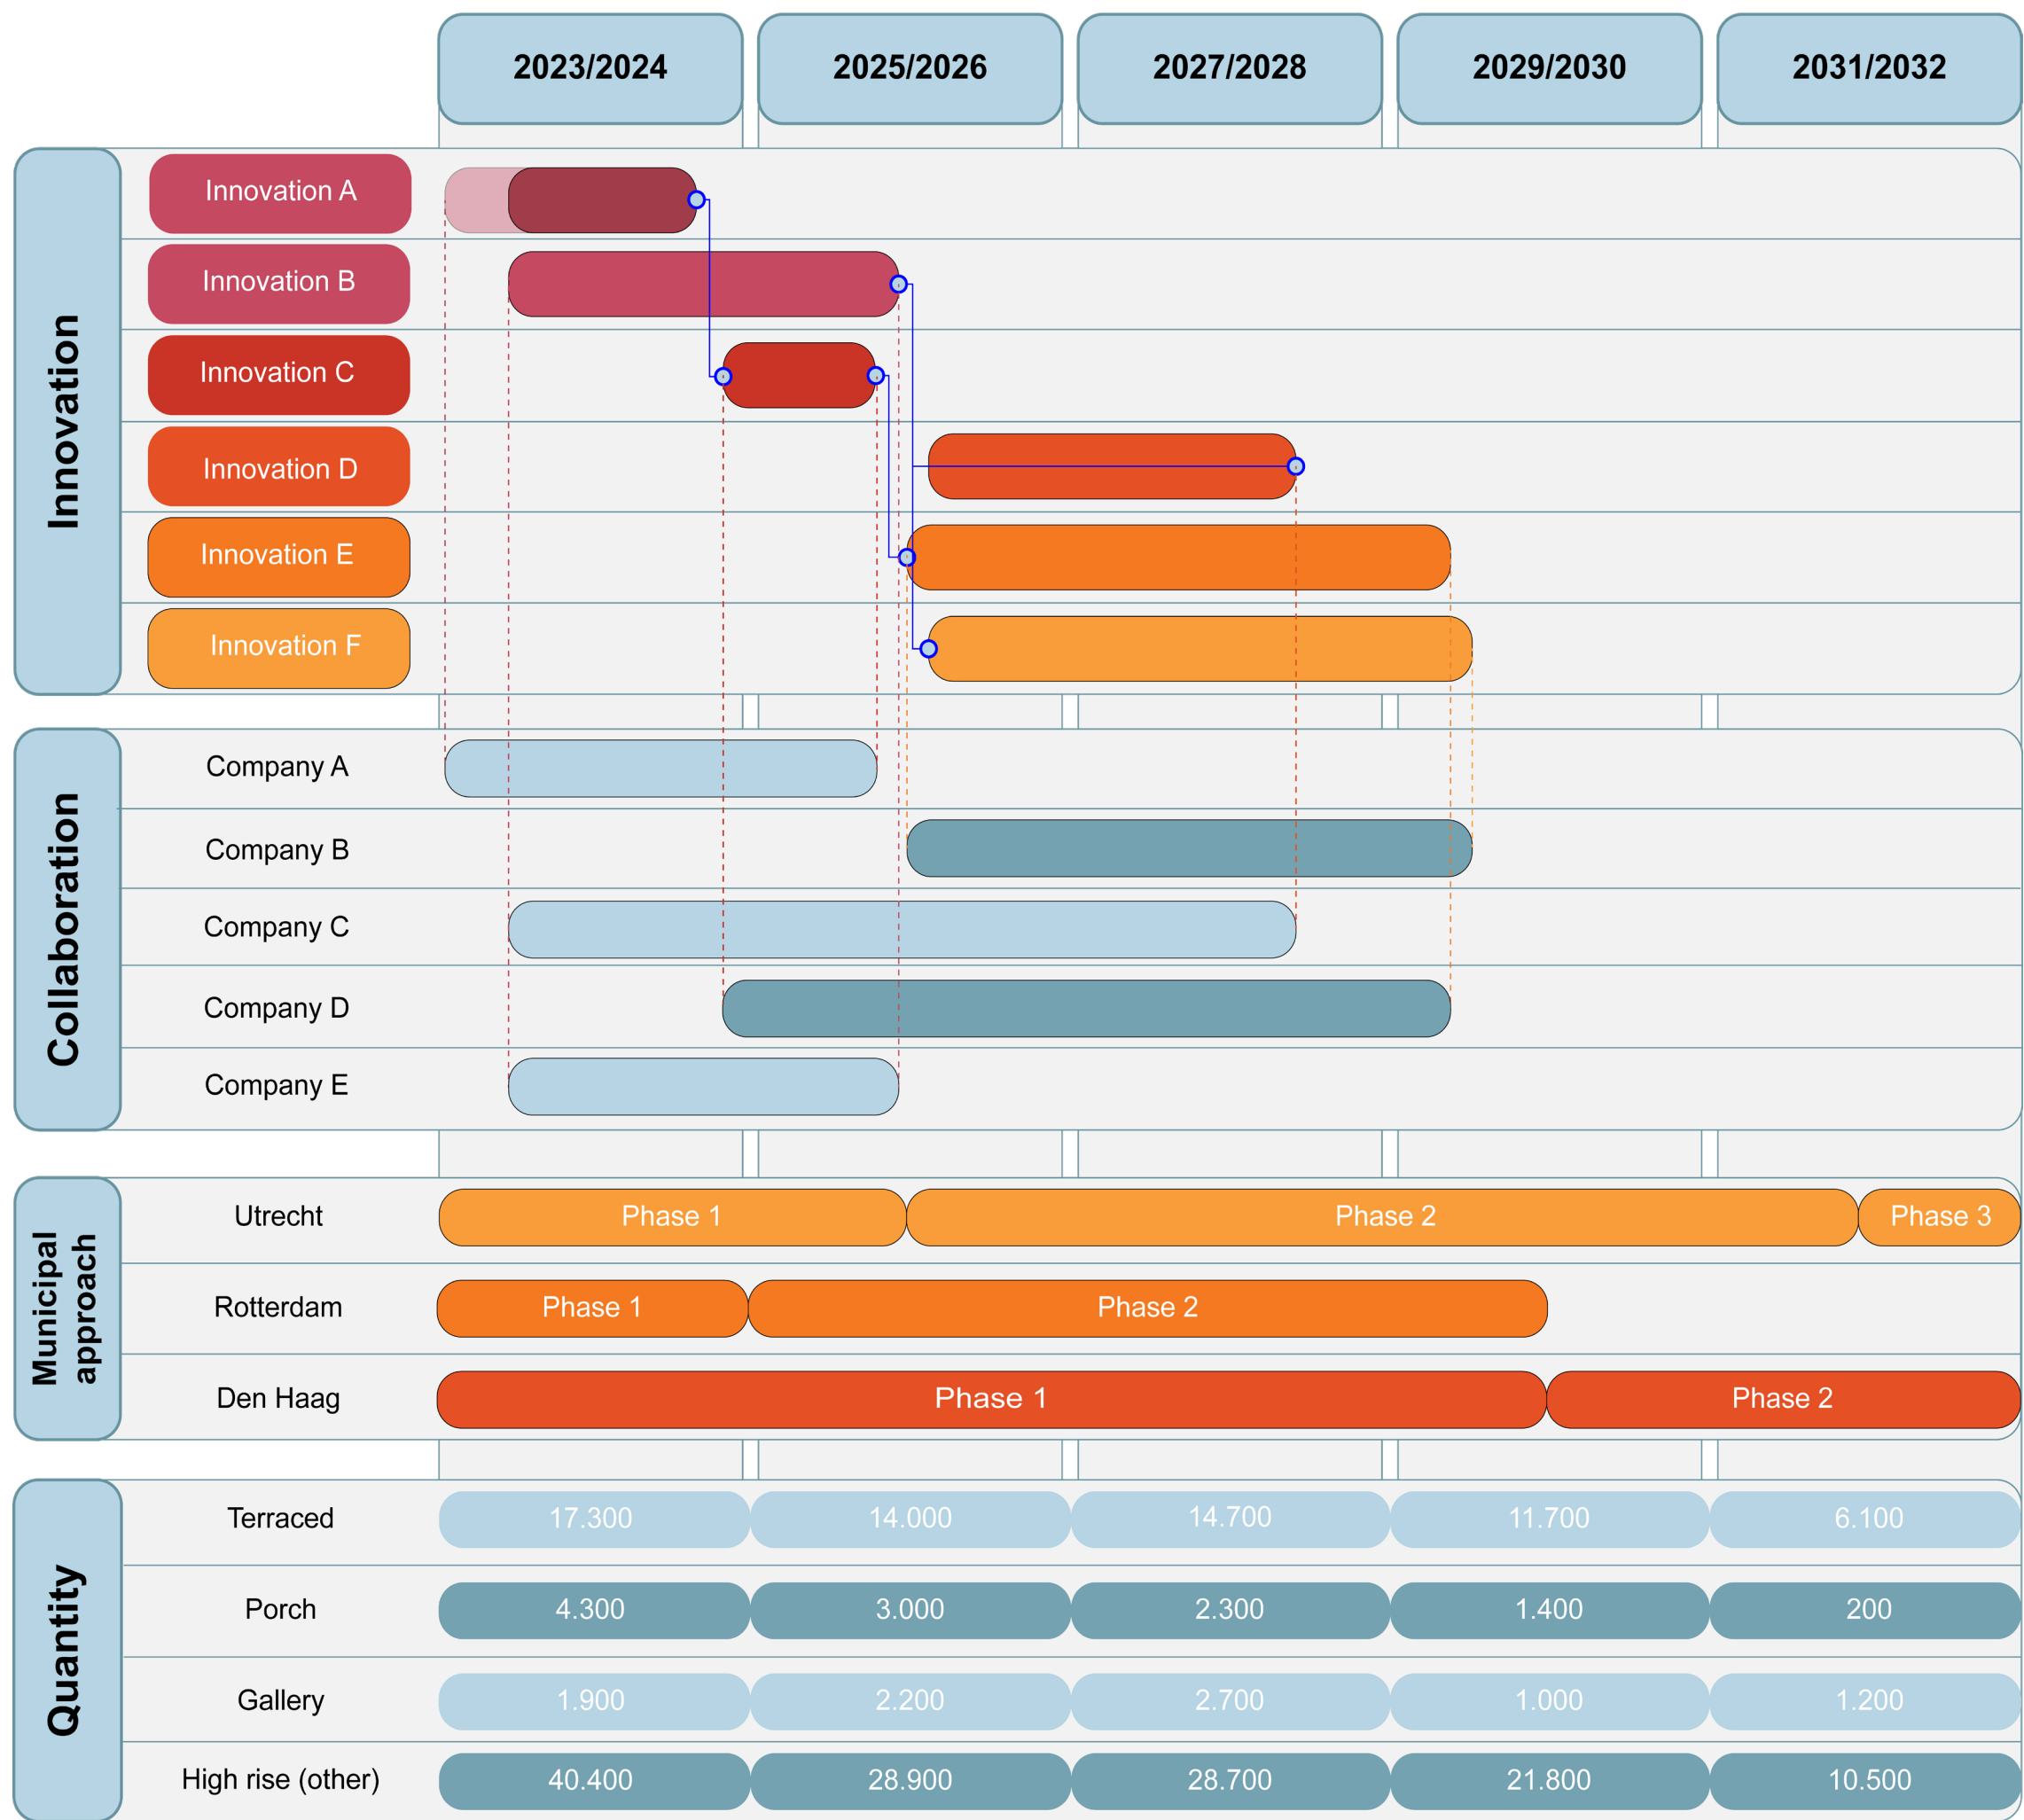 2023/2024
2025/2026
2027/2028
2029/2030
2031/2032
Innovation
Innovation A
Innovation B
Innovation C
Innovation D
Innovation E
Innovation F
Collaboration
Company A
Company B
Company C
Company D
Company E
Municipal
approach
Utrecht
Phase 1
Phase 2
Phase 3
Rotterdam
Phase 1
Phase 2
Den Haag
Phase 1
Phase 2
Quantity
Terraced
17.300
14.000
14.700
11.700
6.100
Porch
4.300
3.000
2.300
1.400
200
Gallery
1.900
2.200
2.700
1.000
1.200
High rise (other)
40.400
28.900
28.700
21.800
10.500